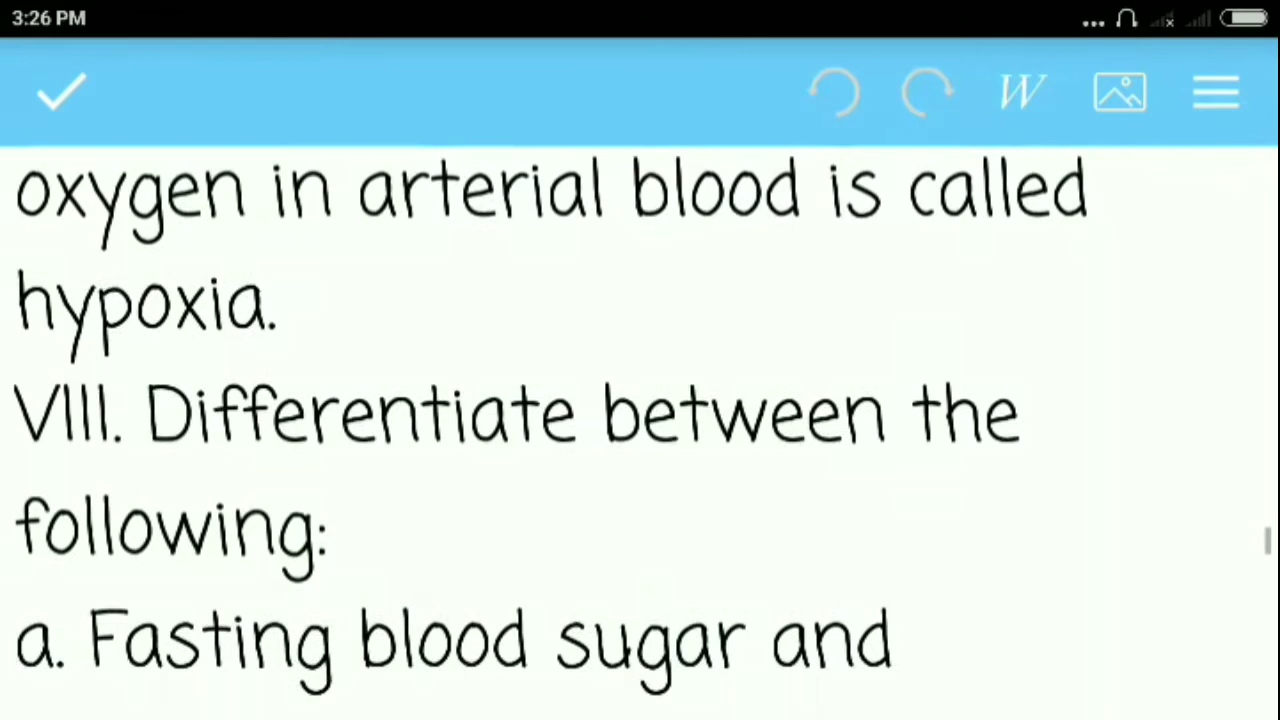 3:26 PM
W
oxygen in arterial blood is called
hypoxia.
VIII. Differentiate between the
following:
a. Fasting blood sugar and